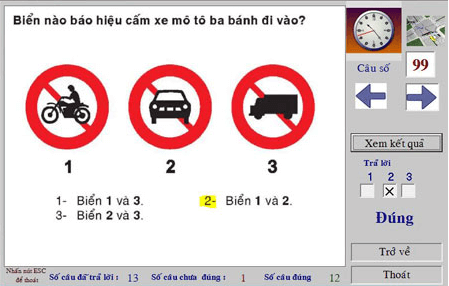 Biển nào báo hiệu cấm xe mô tô ba bánh đi vào?
1 2 3
1- Biển 1 và 3. 2- Biển 1 và 2.
3- Biển 2 và 3.
Câu số 99
Xem kết quả
Trả lời
1 2 3
Đúng
Trở về
Thoát
Nhấn nút ESC
để thoát
Số câu đã trả lời : 13 Số câu chưa đúng : 1 Số câu đúng 12